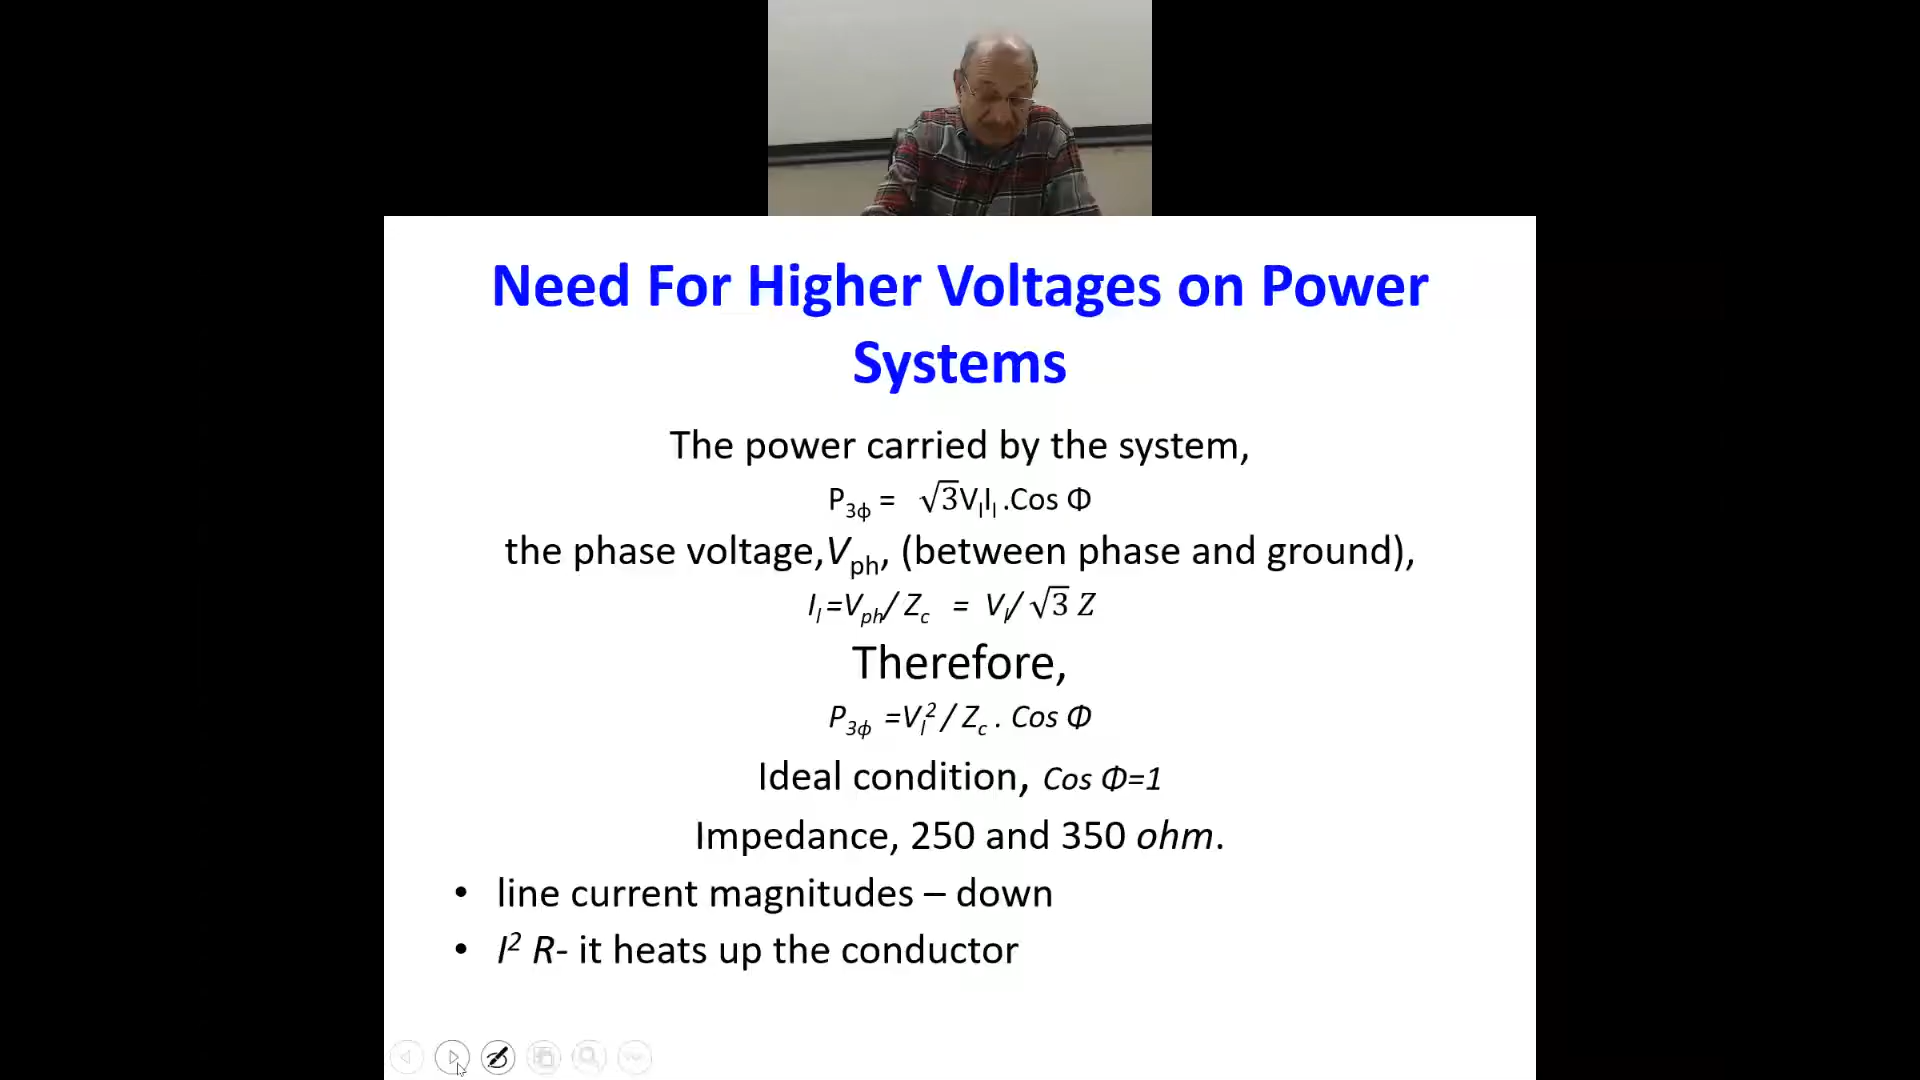 Need For Higher Voltages on Power
Systems
The power carried by the system,
P₃ϕ = √3VₗIₗ .Cos Φ
the phase voltage,Vₚₕ, (between phase and ground),
Iₗ=Vₚₕ/ Z꜀ = Vₗ/ √3 Z
Therefore,
P₃ϕ =Vₗ² / Z꜀ . Cos Φ
Ideal condition, Cos Φ=1
Impedance, 250 and 350 ohm.
• line current magnitudes – down
• I² R- it heats up the conductor